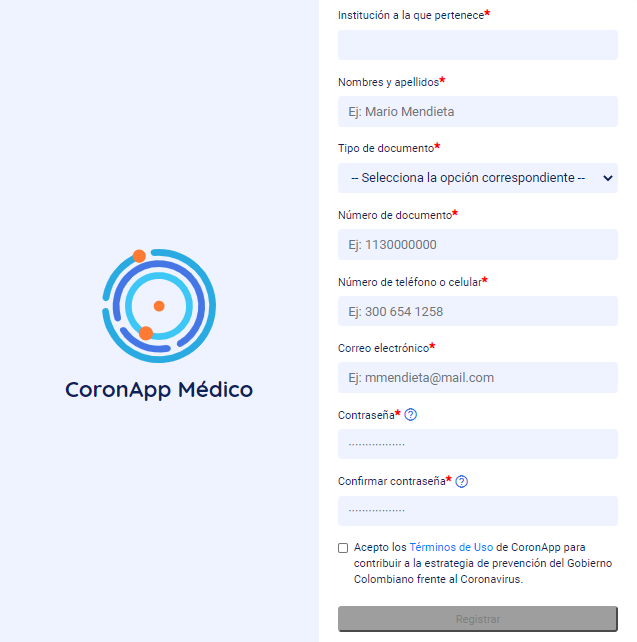 CoronApp Médico
Institución a la que pertenece*
Nombres y apellidos*
Ej: Mario Mendieta
Tipo de documento*
-- Selecciona la opción correspondiente --
Número de documento*
Ej: 1130000000
Número de teléfono o celular*
Ej: 300 654 1258
Correo electrónico*
Ej: mmendieta@mail.com
Contraseña* ?
·················
Confirmar contraseña* ?
·················
Acepto los Términos de Uso de CoronApp para
contribuir a la estrategia de prevención del Gobierno
Colombiano frente al Coronavirus.
Registrar